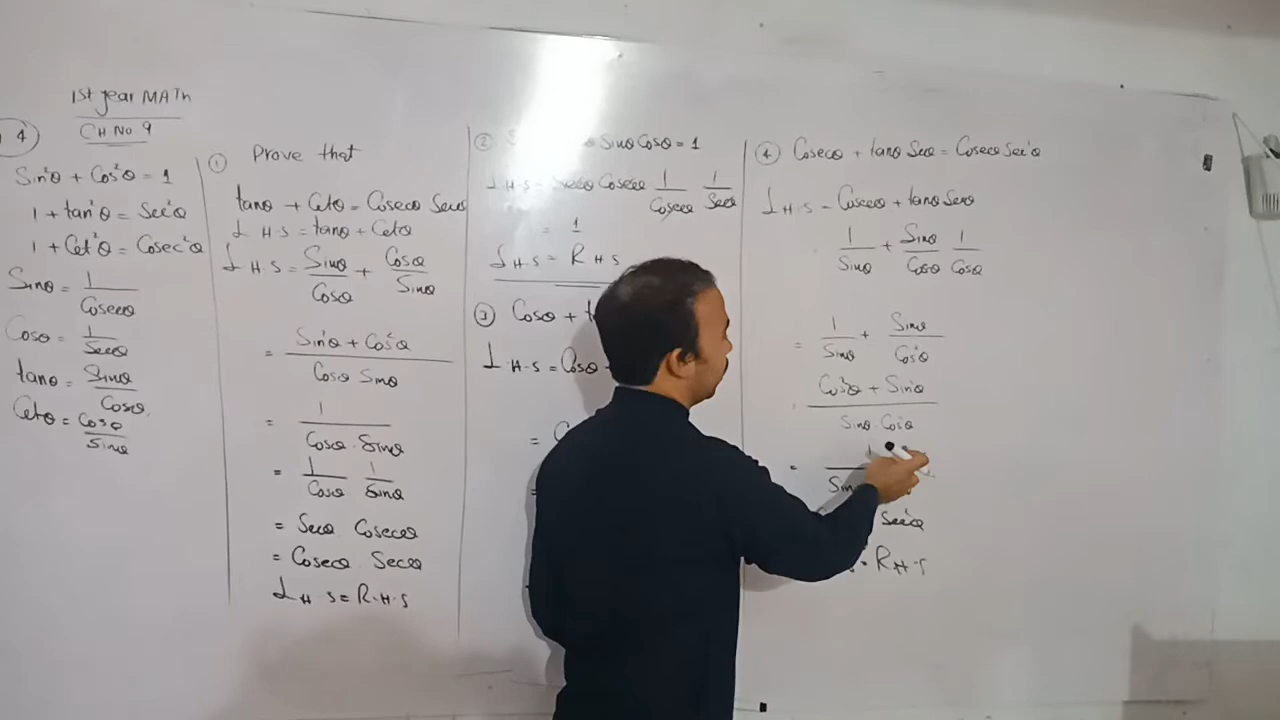 1st year MATh
CH No 9
4
Sin²θ + Cos²θ = 1
1 + tan²θ = Sec²θ
1 + Cot²θ = Cosec²θ
Sinθ = 1/Cosecθ
Cosθ = 1/Secθ
tanθ = Sinθ/Cosθ
Cotθ = Cosθ/Sinθ
① Prove that
tanθ + Cotθ = Cosecθ Secθ
L H·S = tanθ + Cotθ
L H·S = Sinθ/Cosθ + Cosθ/Sinθ
= Sin²θ + Cos²θ / Cosθ Sinθ
= 1/Cosθ · Sinθ
= 1/Cosθ 1/Sinθ
= Secθ Cosecθ
= Cosecθ · Secθ
L H·S = R·H·S
② Sinθ Cosθ = 1
L H·S = Secθ Cosecθ 1/Cosecθ 1/Secθ
= 1
L H·S = R H S
③ Cosθ +
L·H·S = Cosθ
=
④ Cosecθ + tanθ Secθ = Cosecθ Sec²θ
L H·S = Cosecθ + tanθ Secθ
1/Sinθ + Sinθ/Cosθ 1/Cosθ
= 1/Sinθ + Sinθ/Cos²θ
= Cos²θ + Sin²θ / Sinθ · Cos²θ
= 1/Sin
Sec²θ
= R H·S